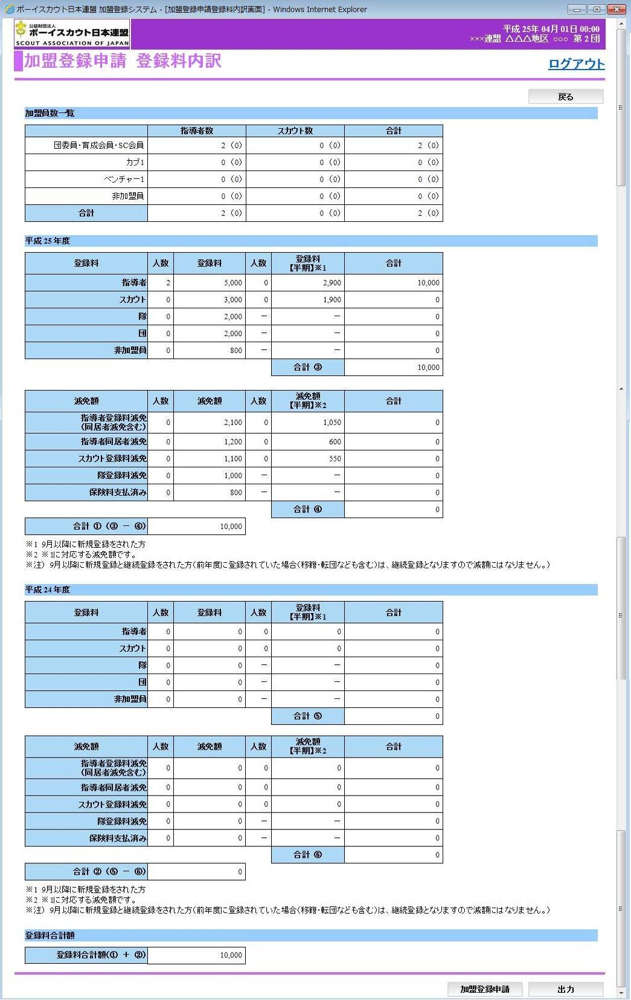 ボーイスカウト日本連盟 加盟登録システム - [加盟登録申請登録料内訳画面] - Windows Internet Explorer
公益財団法人
ボーイスカウト日本連盟
SCOUT ASSOCIATION OF JAPAN
平成 25年 04月 01日 00:00
×××連盟 △△△地区 ○○○ 第 2 団
加盟登録申請 登録料内訳
ログアウト
戻る
加盟員数一覧
指導者数 スカウト数 合計
団委員・育成会員・SC会員 2 (0) 0 (0) 2 (0)
カブ1 0 (0) 0 (0) 0 (0)
ベンチャー1 0 (0) 0 (0) 0 (0)
非加盟員 0 (0) 0 (0) 0 (0)
合計 2 (0) 0 (0) 2 (0)
平成 25 年度
登録料 人数 登録料 人数 登録料【半期】※1 合計
指導者 2 5,000 0 2,900 10,000
スカウト 0 3,000 0 1,900 0
隊 0 2,000 － － 0
団 0 2,000 － － 0
非加盟員 0 800 － － 0
合計 ③ 10,000
減免額 人数 減免額 人数 減免額【半期】※2 合計
指導者登録料減免（同居者減免含む） 0 2,100 0 1,050 0
指導者同居者減免 0 1,200 0 600 0
スカウト登録料減免 0 1,100 0 550 0
隊登録料減免 0 1,000 － － 0
保険料支払済み 0 800 － － 0
合計 ④ 0
合計 ① (③ － ④) 10,000
※1 9月以降に新規登録をされた方
※2 ※1に対応する減免額です。
※注） 9月以降に新規登録と継続登録をされた方（前年度に登録されていた場合（移籍・転団なども含む）は、継続登録となりますので減額にはなりません。）
平成 24 年度
登録料 人数 登録料 人数 登録料【半期】※1 合計
指導者 0 0 0 0 0
スカウト 0 0 0 0 0
隊 0 0 － － 0
団 0 0 － － 0
非加盟員 0 0 － － 0
合計 ⑤ 0
減免額 人数 減免額 人数 減免額【半期】※2 合計
指導者登録料減免（同居者減免含む） 0 0 0 0 0
指導者同居者減免 0 0 0 0 0
スカウト登録料減免 0 0 0 0 0
隊登録料減免 0 0 － － 0
保険料支払済み 0 0 － － 0
合計 ⑥ 0
合計 ② (⑤ － ⑥) 0
※1 9月以降に新規登録をされた方
※2 ※1に対応する減免額です。
※注） 9月以降に新規登録と継続登録をされた方（前年度に登録されていた場合（移籍・転団なども含む）は、継続登録となりますので減額にはなりません。）
登録料合計額
登録料合計額(① ＋ ②) 10,000
加盟登録申請 出力